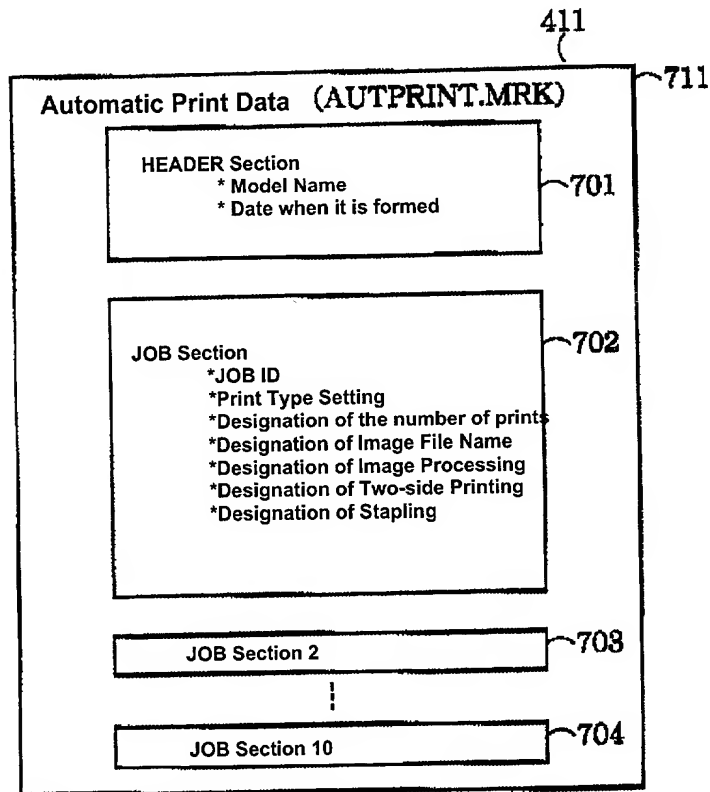 411
711
Automatic Print Data (AUTPRINT.MRK)
HEADER Section
* Model Name
* Date when it is formed
701
702
JOB Section
*JOB ID
*Print Type Setting
*Designation of the number of prints
*Designation of Image File Name
*Designation of Image Processing
*Designation of Two-side Printing
*Designation of Stapling
JOB Section 2
703
JOB Section 10
704